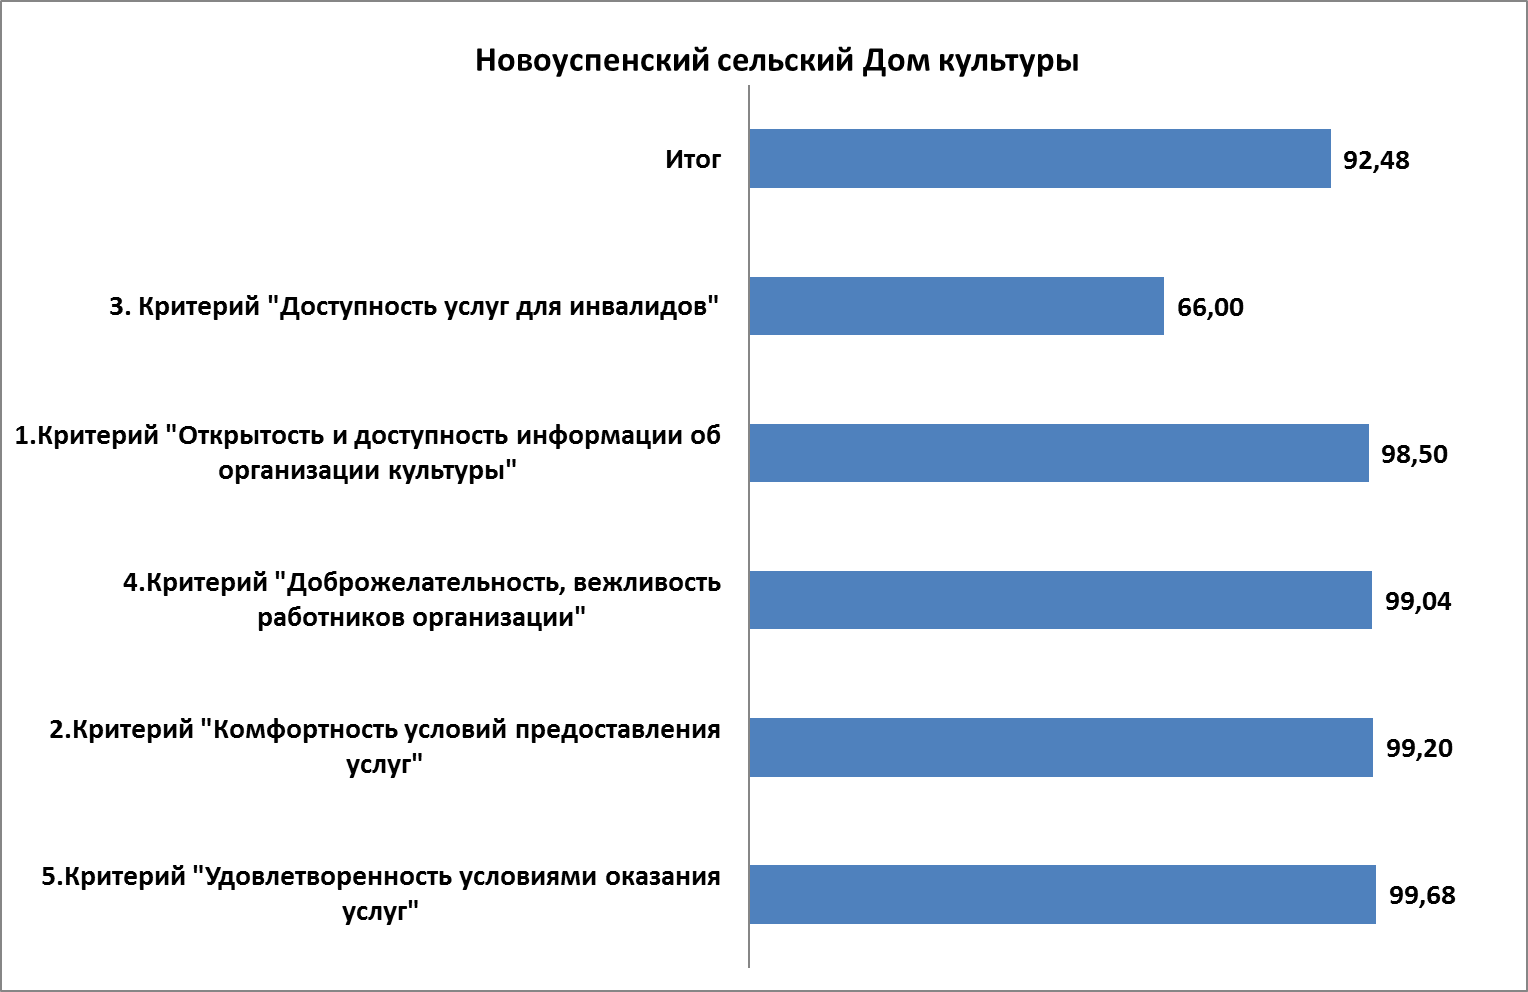 Новоуспенский сельский Дом культуры
Итог
92,48
3. Критерий "Доступность услуг для инвалидов"
66,00
1.Критерий "Открытость и доступность информации об
организации культуры"
98,50
4.Критерий "Доброжелательность, вежливость
работников организации"
99,04
2.Критерий "Комфортность условий предоставления
услуг"
99,20
5.Критерий "Удовлетворенность условиями оказания
услуг"
99,68